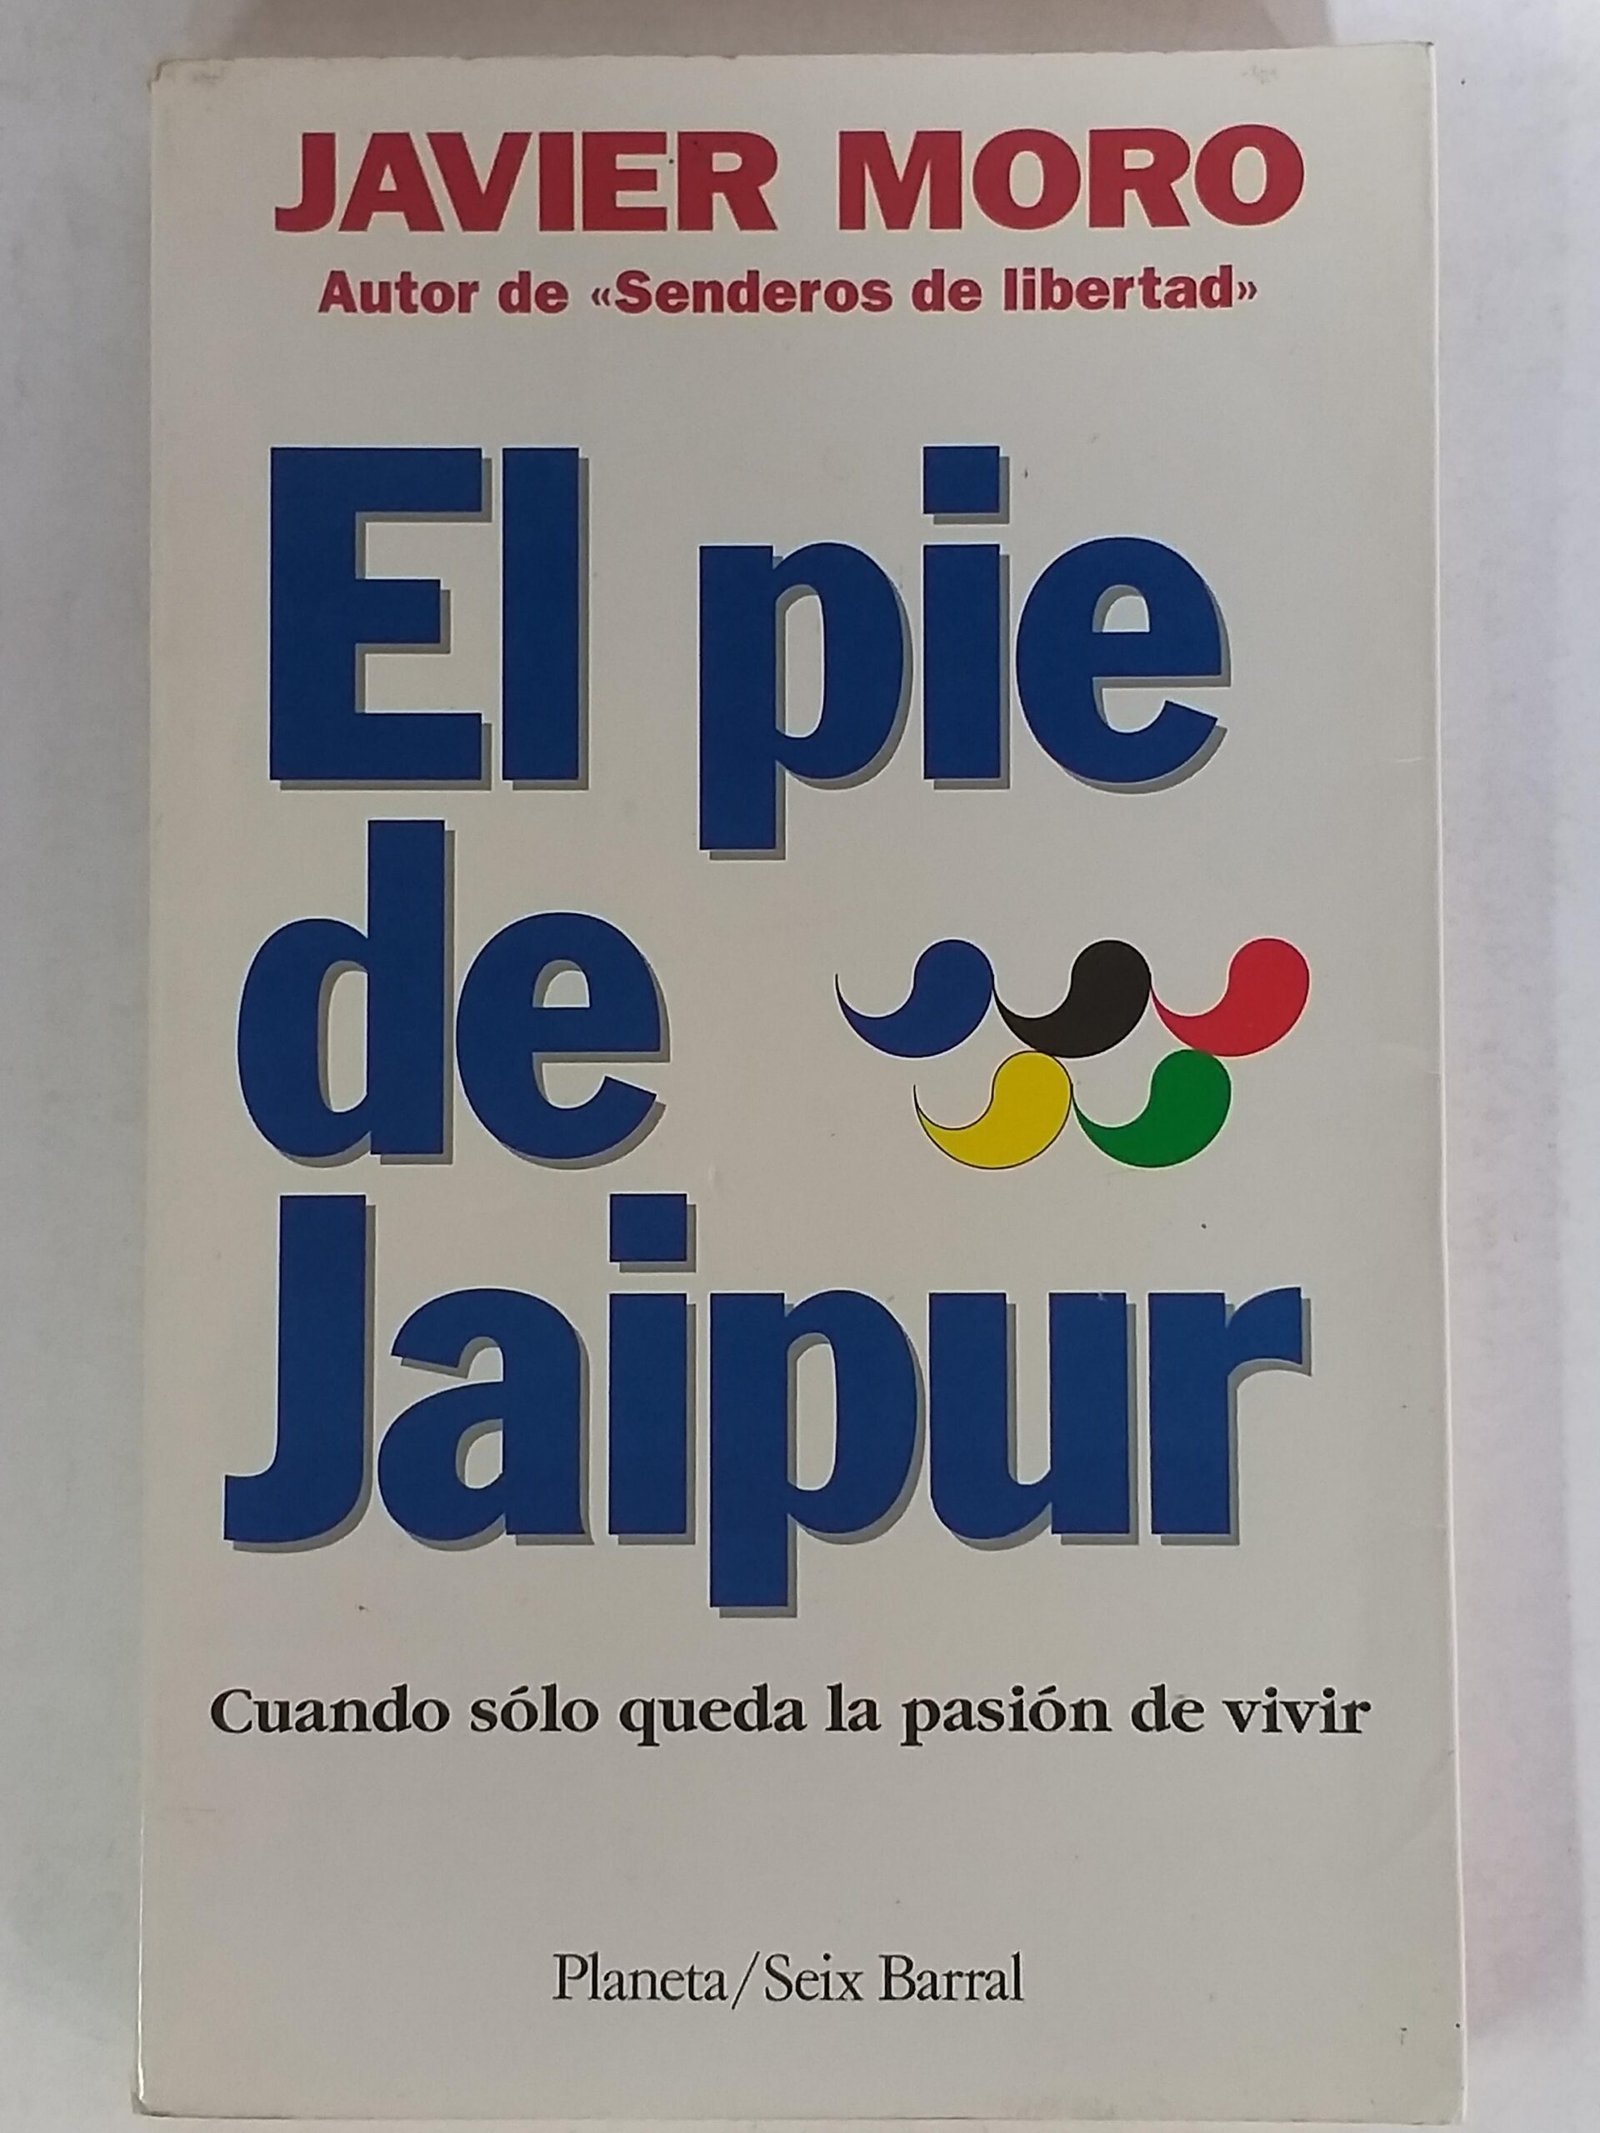 JAVIER MORO
Autor de «Senderos de libertad»
El pie
de
Jaipur
Cuando sólo queda la pasión de vivir
Planeta/Seix Barral